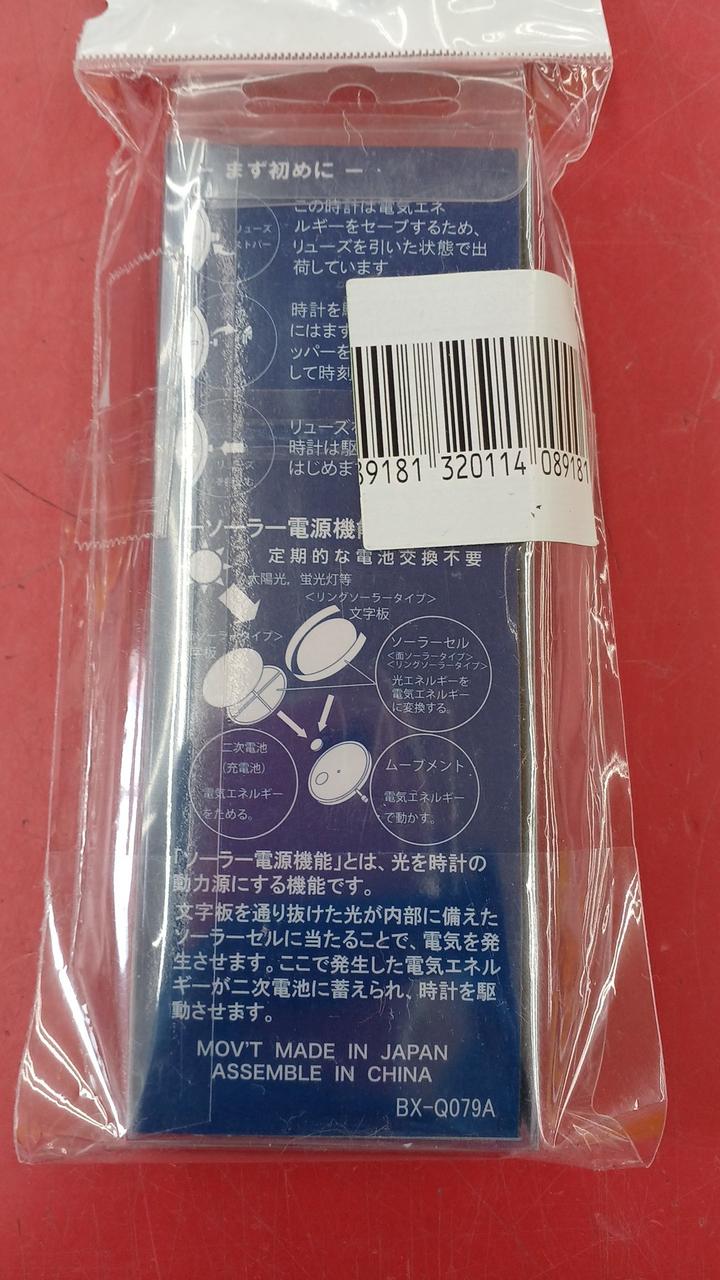 — まず初めに —
この時計は電気エネ
ルギーをセーブするため、
リューズを引いた状態で出
荷しています
時計を
にはます
ッパーを
して時刻
リューズ
時計は駆
はじめま
89181 320114 089181
ソーラー電源機能
定期的な電池交換不要
太陽光，蛍光灯等
＜リングソーラータイプ＞
文字板
ソーラータイプ＞
字板
ソーラーセル
＜面ソーラータイプ＞
＜リングソーラータイプ＞
光エネルギーを
電気エネルギー
に変換する。
二次電池
（充電池）
電気エネルギー
をためる。
ムーブメント
電気エネルギー
で動かす。
「ソーラー電源機能」とは、光を時計の
動力源にする機能です。
文字板を通り抜けた光が内部に備えた
ソーラーセルに当たることで、電気を発
生させます。ここで発生した電気エネル
ギーが二次電池に蓄えられ、時計を駆
動させます。
MOV'T MADE IN JAPAN
ASSEMBLE IN CHINA
BX-Q079A